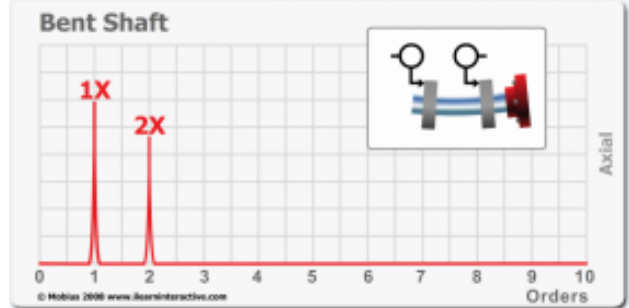 Bent Shaft
1X
2X
Axial
0 1 2 3 4 5 6 7 8 9 10
© Mobius 2008 www.ilearninteractive.com
Orders